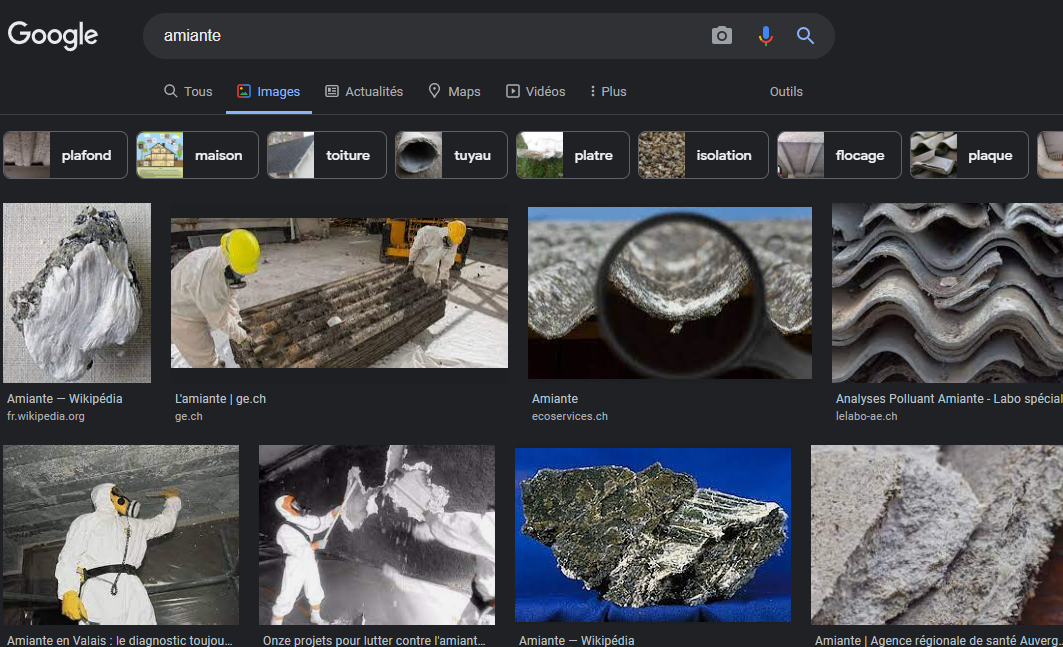 Google
amiante
Tous Images Actualités Maps Vidéos Plus Outils
plafond maison toiture tuyau platre isolation flocage plaque
Amiante — Wikipédia
fr.wikipedia.org
L'amiante | ge.ch
ge.ch
Amiante
ecoservices.ch
Analyses Polluant Amiante - Labo spécial
lelabo-ae.ch
Amiante en Valais : le diagnostic toujou...
Onze projets pour lutter contre l'amiant...
Amiante — Wikipédia
Amiante | Agence régionale de santé Auverg...